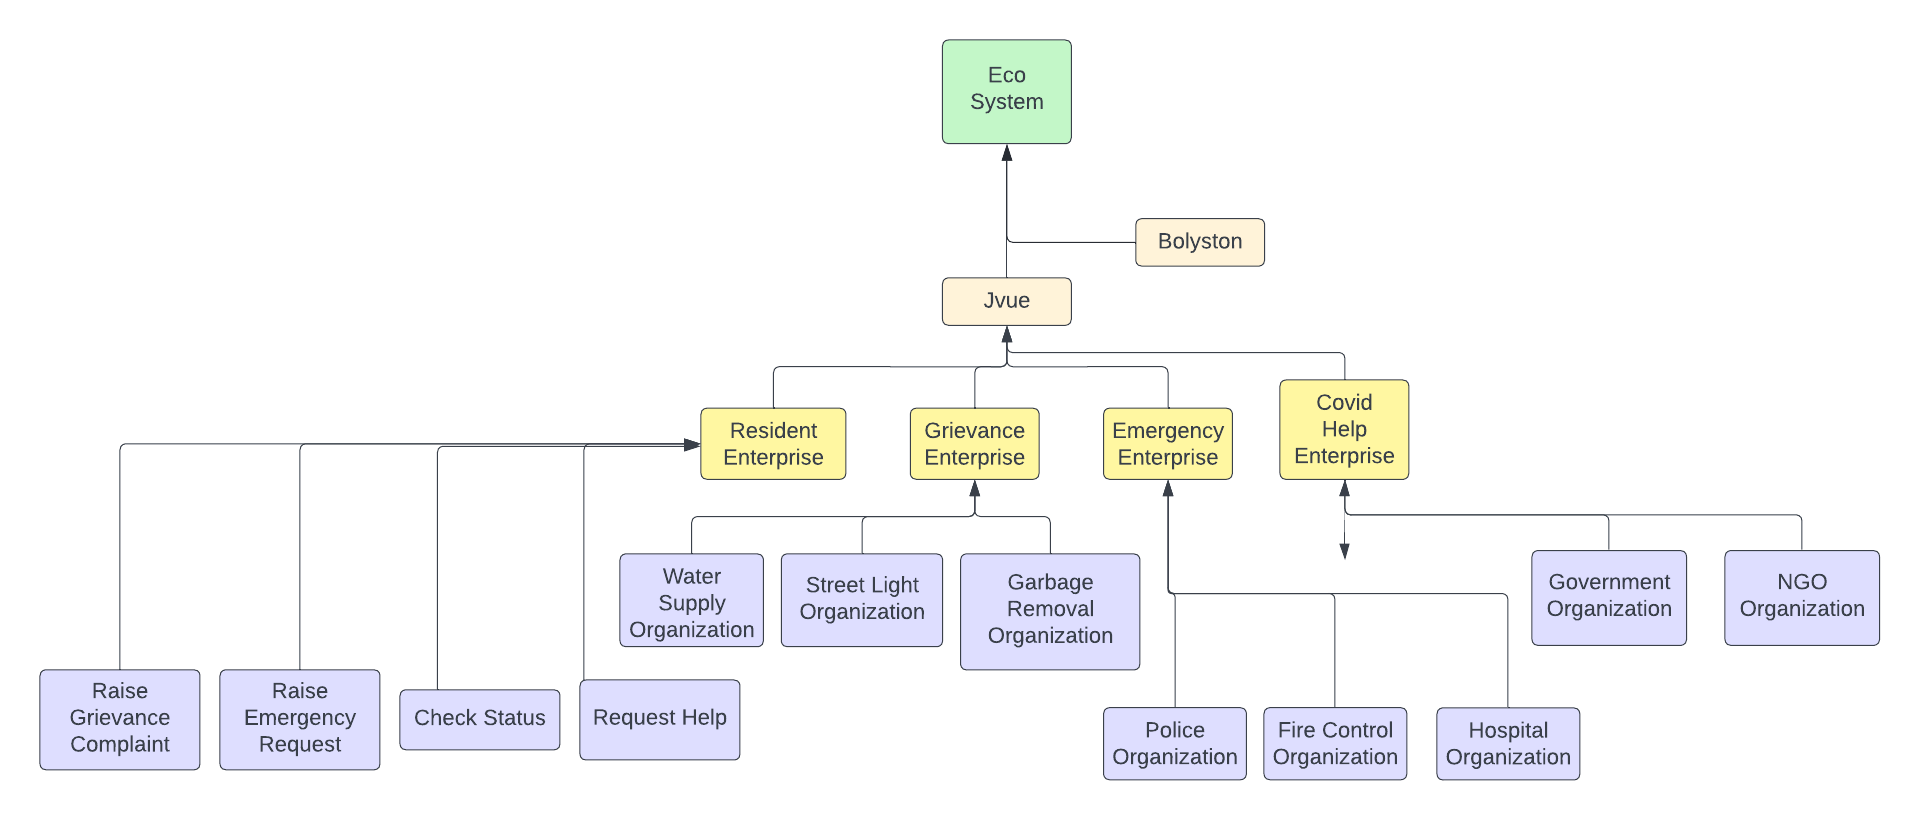 Eco
System
Bolyston
Jvue
Resident
Enterprise
Grievance
Enterprise
Emergency
Enterprise
Covid
Help
Enterprise
Water
Supply
Organization
Street Light
Organization
Garbage
Removal
Organization
Government
Organization
NGO
Organization
Raise
Grievance
Complaint
Raise
Emergency
Request
Check Status
Request Help
Police
Organization
Fire Control
Organization
Hospital
Organization